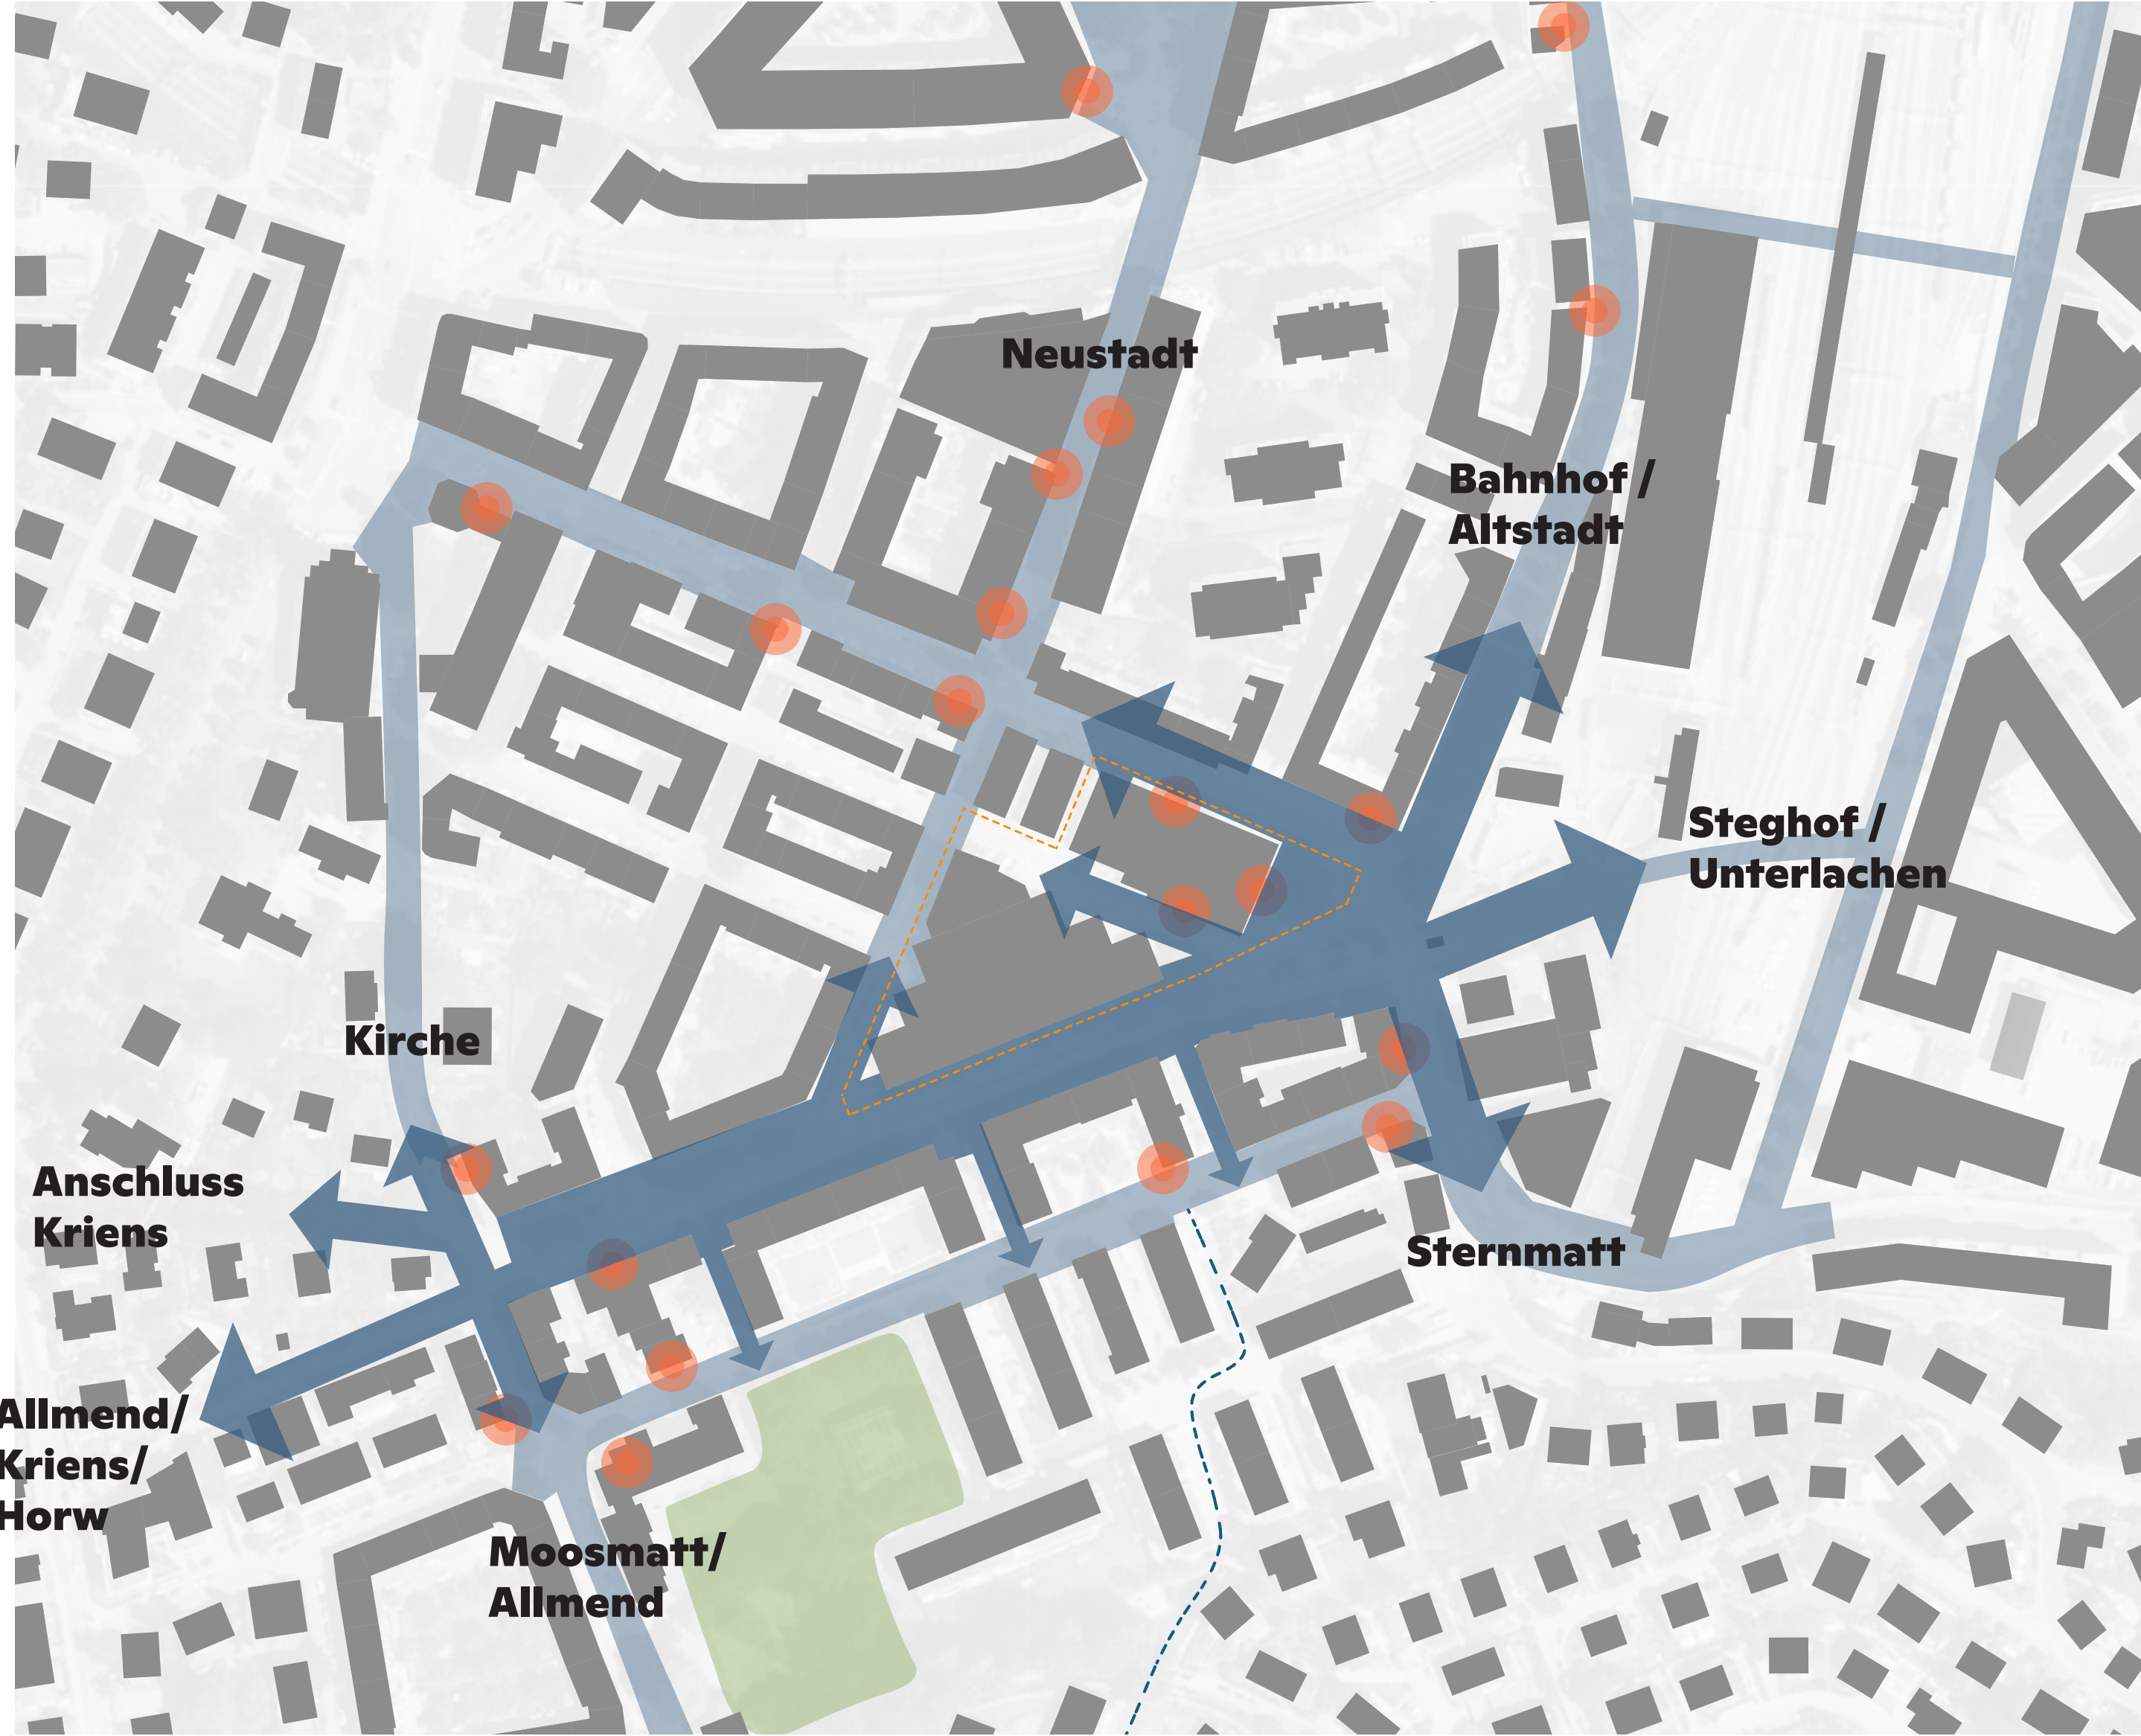 Neustadt
Bahnhof /
Altstadt
Steghof /
Unterlachen
Kirche
Anschluss
Kriens
Sternmatt
Allmend/
Kriens/
Horw
Moosmatt/
Allmend